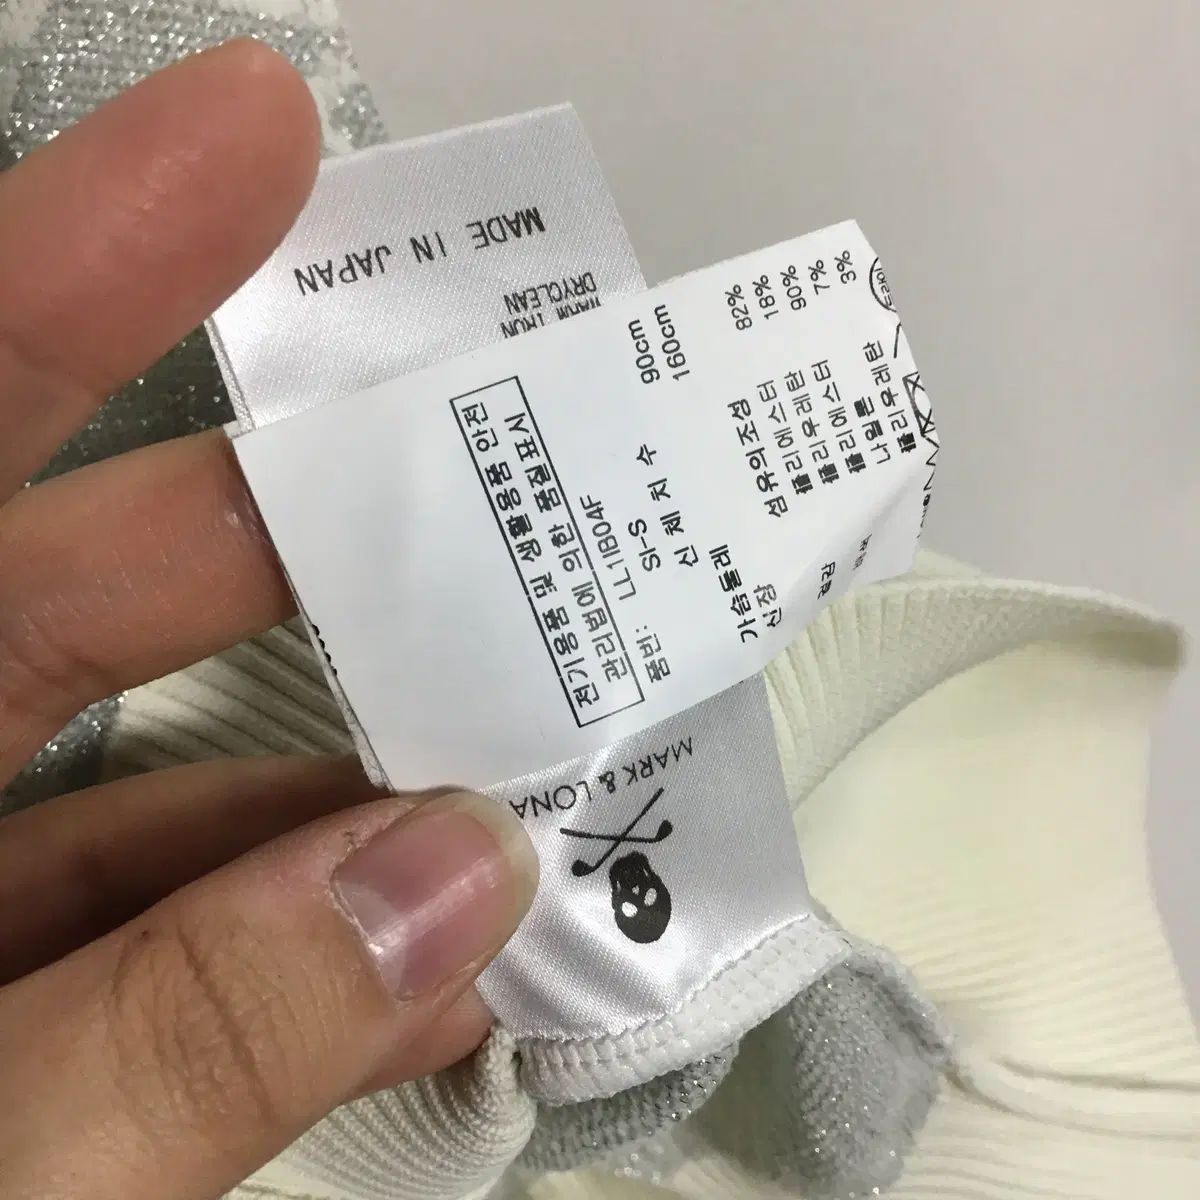 MADE IN JAPAN
DRYCLEAN
WARM IRON
전기용품 및 생활용품 안전
관리법에 의한 품질표시
품번: LL1IB04F
SI-S
신체치수
가슴둘레 90cm
신장 160cm
섬유의조성
폴리에스터 82%
폴리우레탄 18%
폴리에스터 90%
나일론 7%
폴리우레탄 3%
겉감
드라이
MARK & LONA